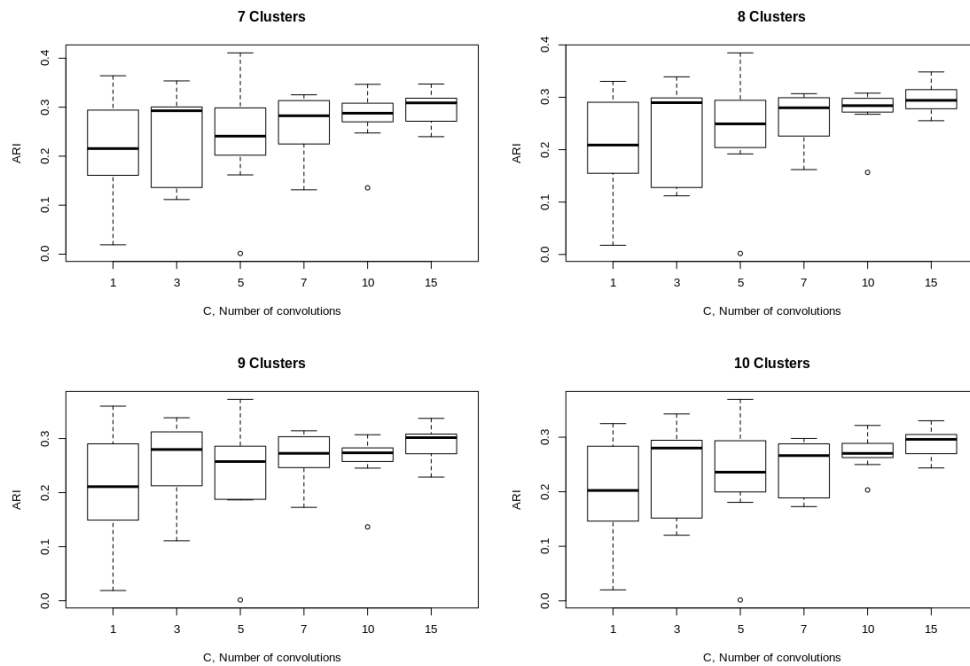 7 Clusters
ARI
0.4
0.3
0.2
0.1
0.0
1 3 5 7 10 15
C, Number of convolutions
8 Clusters
ARI
0.4
0.3
0.2
0.1
0.0
1 3 5 7 10 15
C, Number of convolutions
9 Clusters
ARI
0.3
0.2
0.1
0.0
1 3 5 7 10 15
C, Number of convolutions
10 Clusters
ARI
0.3
0.2
0.1
0.0
1 3 5 7 10 15
C, Number of convolutions